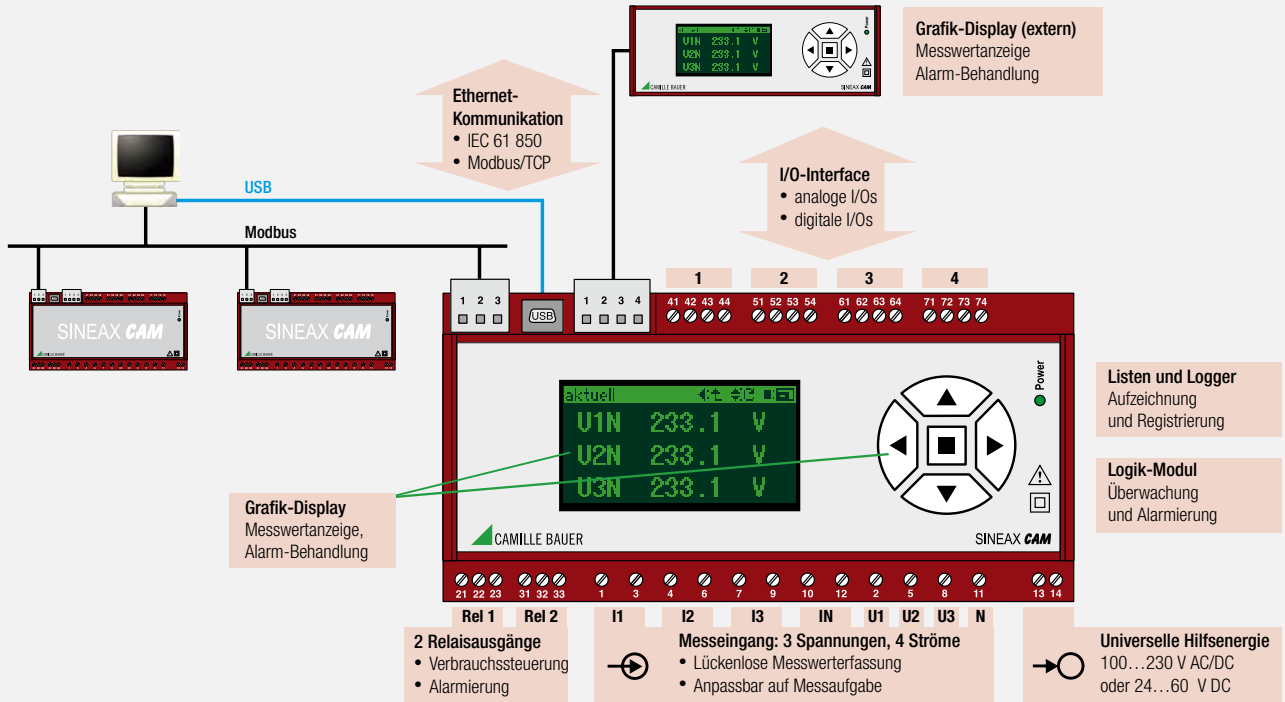 U1N 233.1 V
U2N 233.1 V
U3N 233.1 V
Power
CAMILLE BAUER
SINEAX CAM
Grafik-Display (extern)
Messwertanzeige
Alarm-Behandlung
Ethernet-
Kommunikation
• IEC 61 850
• Modbus/TCP
I/O-Interface
• analoge I/Os
• digitale I/Os
USB
Modbus
SINEAX CAM
SINEAX CAM
1 2 3 4
1 2 3
USB
1 2 3 4
41 42 43 44
51 52 53 54
61 62 63 64
71 72 73 74
aktuell
U1N 233.1 V
U2N 233.1 V
U3N 233.1 V
Power
CAMILLE BAUER
SINEAX CAM
Listen und Logger
Aufzeichnung
und Registrierung
Logik-Modul
Überwachung
und Alarmierung
Grafik-Display
Messwertanzeige,
Alarm-Behandlung
21 22 23 31 32 33 1 3 4 6 7 9 10 12 2 5 8 11 13 14
Rel 1 Rel 2 I1 I2 I3 IN U1 U2 U3 N
2 Relaisausgänge
• Verbrauchssteuerung
• Alarmierung
Messeingang: 3 Spannungen, 4 Ströme
• Lückenlose Messwerterfassung
• Anpassbar auf Messaufgabe
Universelle Hilfsenergie
100…230 V AC/DC
oder 24…60 V DC